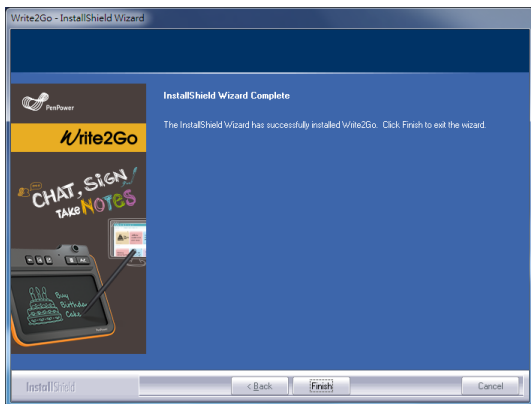 Write2Go - InstallShield Wizard
PenPower
Write2Go
CHAT, SIGN/
TAKE NOTES
Buy
Birthday
Cake
InstallShield Wizard Complete
The InstallShield Wizard has successfully installed Write2Go. Click Finish to exit the wizard.
InstallShield
< Back
Finish
Cancel